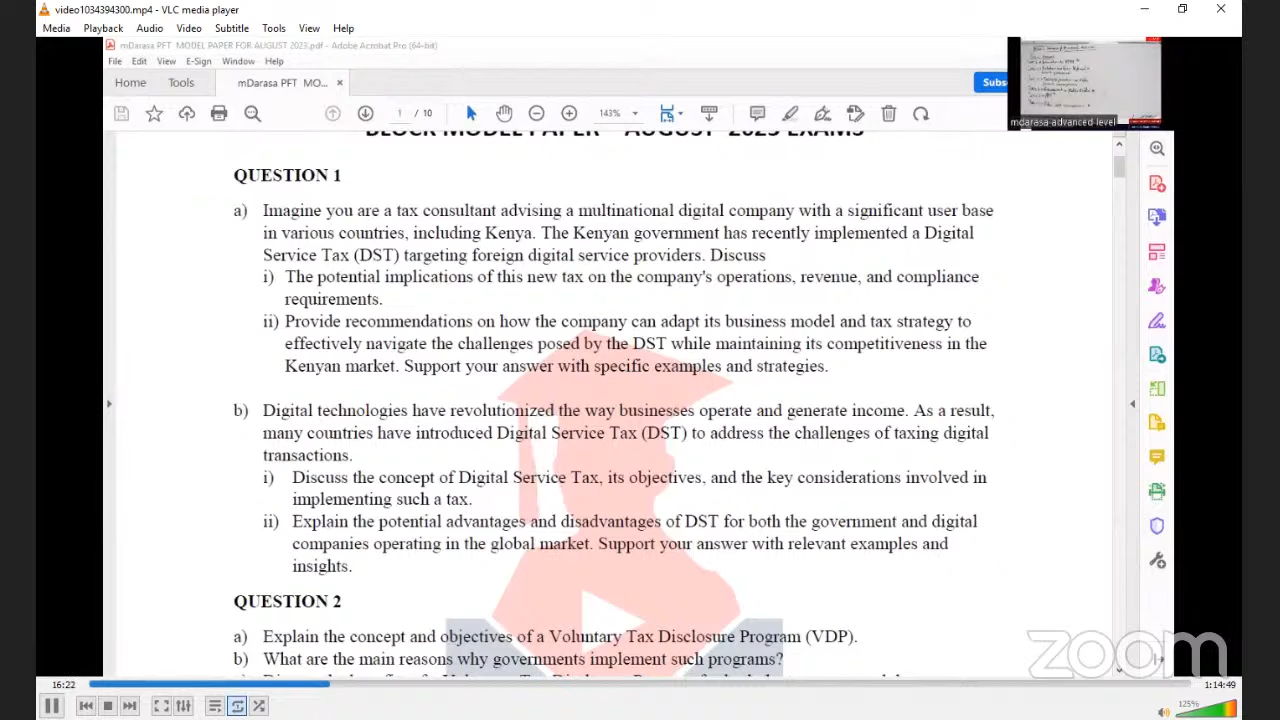 video1034394300.mp4 - VLC media player
Media Playback Audio Video Subtitle Tools View Help
mDarasa PFT MODEL PAPER FOR AUGUST 2023.pdf - Adobe Acrobat Pro (64-bit)
File Edit View E-Sign Window Help
Home Tools mDarasa PFT MO... Subs
1 / 10 143%
mdarasa advanced level
QUESTION 1
a) Imagine you are a tax consultant advising a multinational digital company with a significant user base
in various countries, including Kenya. The Kenyan government has recently implemented a Digital
Service Tax (DST) targeting foreign digital service providers. Discuss
i) The potential implications of this new tax on the company's operations, revenue, and compliance
requirements.
ii) Provide recommendations on how the company can adapt its business model and tax strategy to
effectively navigate the challenges posed by the DST while maintaining its competitiveness in the
Kenyan market. Support your answer with specific examples and strategies.
b) Digital technologies have revolutionized the way businesses operate and generate income. As a result,
many countries have introduced Digital Service Tax (DST) to address the challenges of taxing digital
transactions.
i) Discuss the concept of Digital Service Tax, its objectives, and the key considerations involved in
implementing such a tax.
ii) Explain the potential advantages and disadvantages of DST for both the government and digital
companies operating in the global market. Support your answer with relevant examples and
insights.
QUESTION 2
a) Explain the concept and objectives of a Voluntary Tax Disclosure Program (VDP).
b) What are the main reasons why governments implement such programs?
zoom
16:22 1:14:49
125%